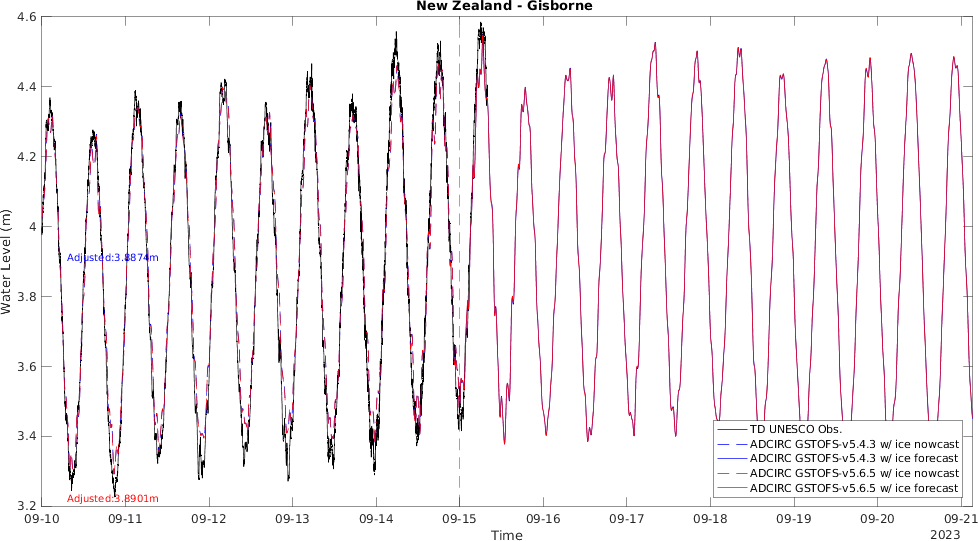 New Zealand - Gisborne
4.6
4.4
4.2
4
3.8
3.6
3.4
3.2
Water Level (m)
Adjusted:3.8874m
Adjusted:3.8901m
TD UNESCO Obs.
ADCIRC GSTOFS-v5.4.3 w/ ice nowcast
ADCIRC GSTOFS-v5.4.3 w/ ice forecast
ADCIRC GSTOFS-v5.6.5 w/ ice nowcast
ADCIRC GSTOFS-v5.6.5 w/ ice forecast
09-10 09-11 09-12 09-13 09-14 09-15 09-16 09-17 09-18 09-19 09-20 09-21
Time
2023